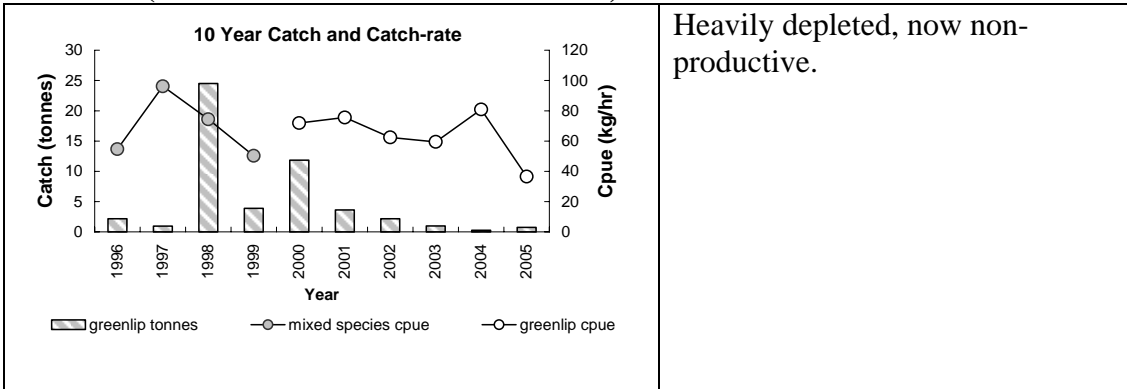 10 Year Catch and Catch-rate
30
25
20
15
10
5
0
Catch (tonnes)
120
100
80
60
40
20
0
Cpue (kg/hr)
1996
1997
1998
1999
2000
2001
2002
2003
2004
2005
Year
greenlip tonnes
mixed species cpue
greenlip cpue
Heavily depleted, now non-
productive.